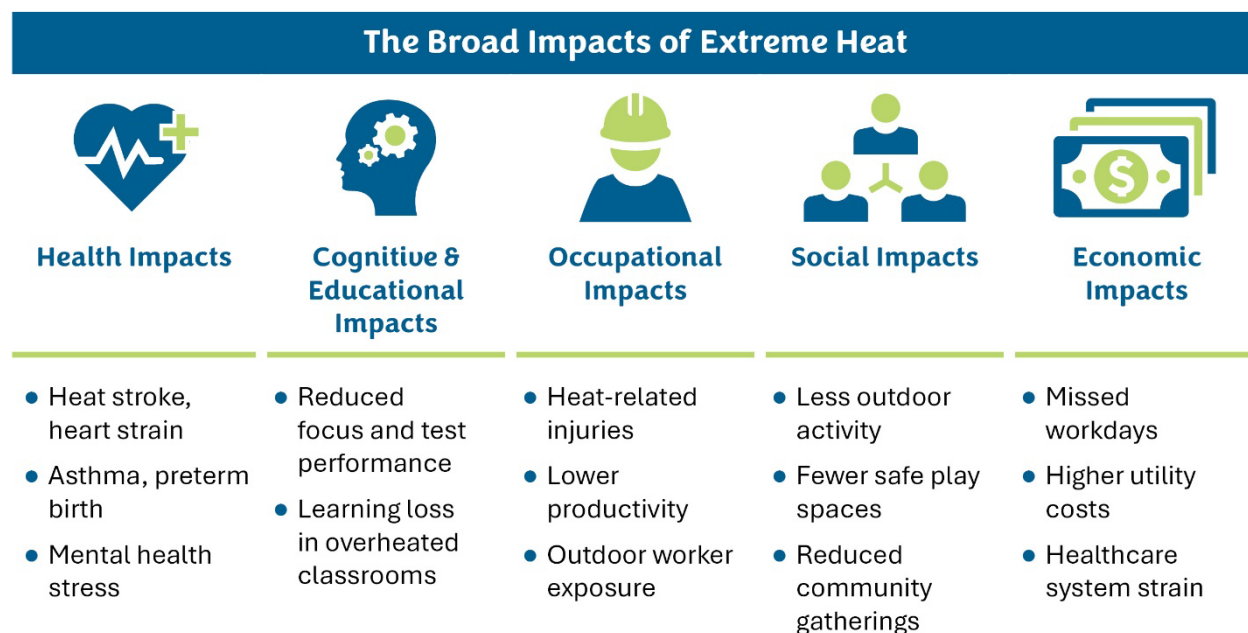 The Broad Impacts of Extreme Heat
Health Impacts
Cognitive &
Educational
Impacts
Occupational
Impacts
Social Impacts
Economic
Impacts
● Heat stroke,
heart strain
● Asthma, preterm
birth
● Mental health
stress
● Reduced
focus and test
performance
● Learning loss
in overheated
classrooms
● Heat-related
injuries
● Lower
productivity
● Outdoor worker
exposure
● Less outdoor
activity
● Fewer safe play
spaces
● Reduced
community
gatherings
● Missed
workdays
● Higher utility
costs
● Healthcare
system strain
$